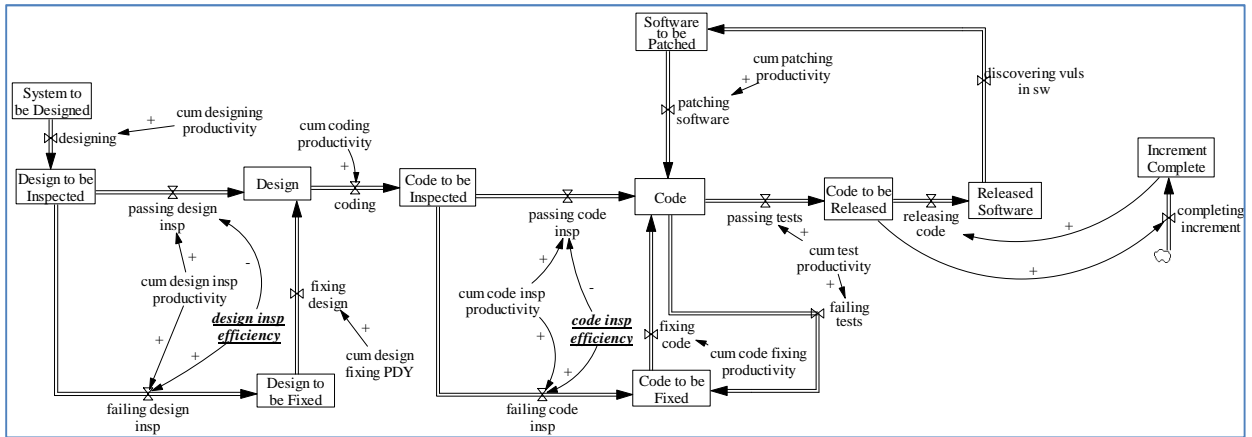 Software
to be
Patched
cum patching
productivity
discovering vuls
in sw
System to
be Designed
+
patching
software
cum designing
productivity
+
designing
cum coding
productivity
Increment
Complete
+
Design to be
Inspected
Design
coding
Code to be
Inspected
Code
Code to be
Released
Released
Software
passing design
insp
passing code
insp
passing tests
releasing
code
+
completing
increment
+
-
+
-
+
cum test
productivity
+
+
cum design insp
productivity
fixing
design
cum code insp
productivity
failing
tests
design insp
efficiency
code insp
efficiency
fixing
code
+
+
+
+
cum design
fixing PDY
+
+
+
cum code fixing
productivity
Design to
be Fixed
Code to be
Fixed
failing design
insp
failing code
insp